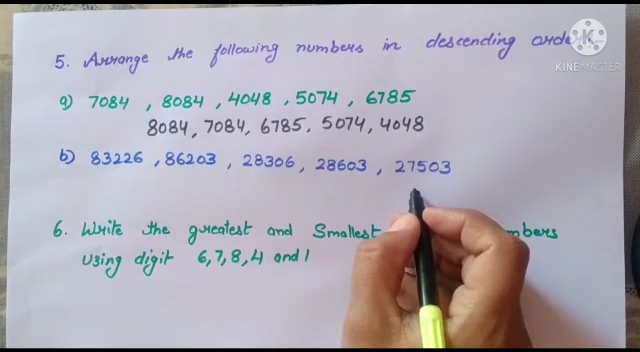 5. Arrange the following numbers in descending order.
KINEMASTER
a) 7084 , 8084 , 4048 , 5074 , 6785
8084, 7084, 6785, 5074, 4048
b) 83226 , 86203 , 28306 , 28603 , 27503
6. Write the greatest and Smallest mbers
using digit 6,7,8,4 and 1